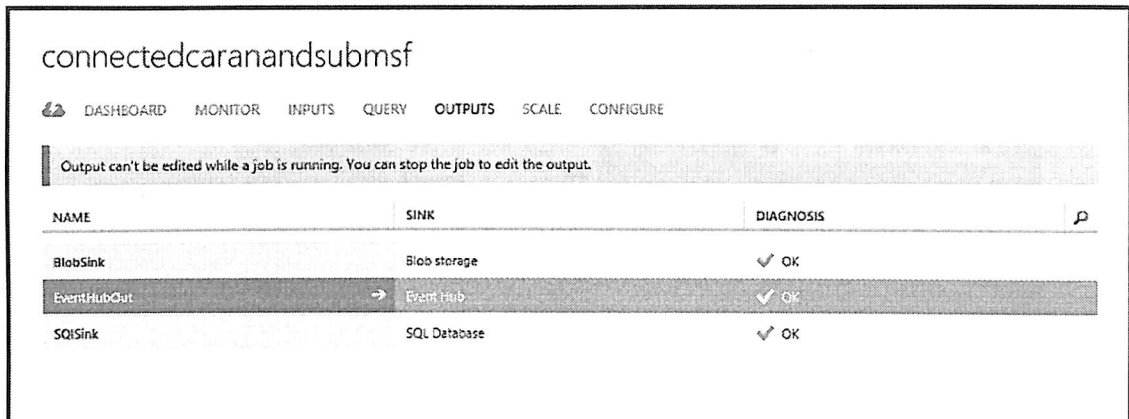 connectedcaranandsubmsf
DASHBOARD MONITOR INPUTS QUERY OUTPUTS SCALE CONFIGURE
Output can't be edited while a job is running. You can stop the job to edit the output.
NAME SINK DIAGNOSIS
BlobSink Blob storage OK
EventHubOut Event Hub OK
SQlSink SQL Database OK